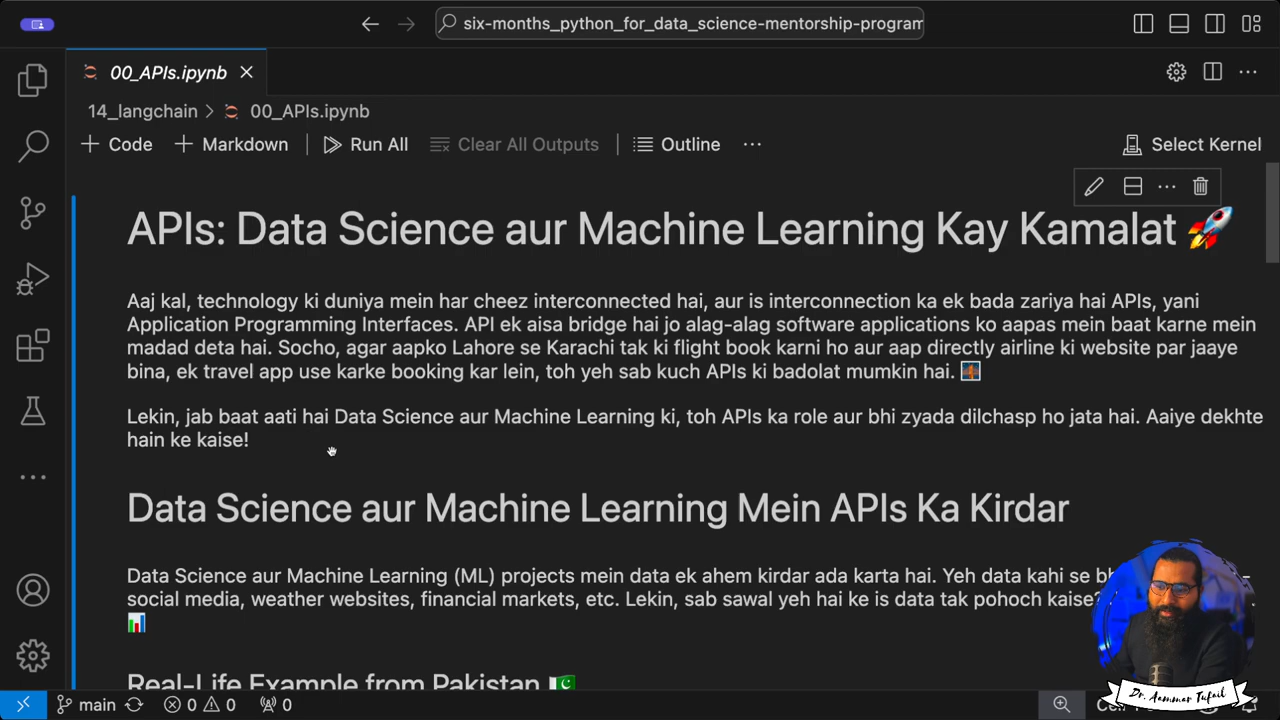 six-months_python_for_data_science-mentorship-program
00_APIs.ipynb
14_langchain > 00_APIs.ipynb
+ Code + Markdown Run All Clear All Outputs Outline ... Select Kernel
APIs: Data Science aur Machine Learning Kay Kamalat 🚀
Aaj kal, technology ki duniya mein har cheez interconnected hai, aur is interconnection ka ek bada zariya hai APIs, yani
Application Programming Interfaces. API ek aisa bridge hai jo alag-alag software applications ko aapas mein baat karne mein
madad deta hai. Socho, agar aapko Lahore se Karachi tak ki flight book karni ho aur aap directly airline ki website par jaaye
bina, ek travel app use karke booking kar lein, toh yeh sab kuch APIs ki badolat mumkin hai. 🌉
Lekin, jab baat aati hai Data Science aur Machine Learning ki, toh APIs ka role aur bhi zyada dilchasp ho jata hai. Aaiye dekhte
hain ke kaise!
Data Science aur Machine Learning Mein APIs Ka Kirdar
Data Science aur Machine Learning (ML) projects mein data ek ahem kirdar ada karta hai. Yeh data kahi se
social media, weather websites, financial markets, etc. Lekin, sab sawal yeh hai ke is data tak pohoch kaise?
📊
Real-Life Example from Pakistan 🇵🇰
Dr. Aammar Tufail
main 0 0 0